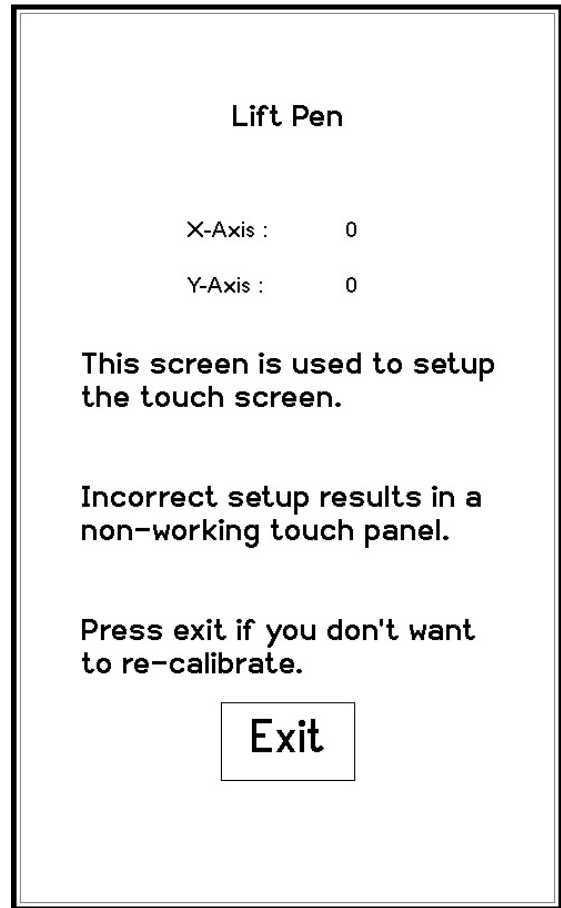 Lift Pen
X-Axis : 0
Y-Axis : 0
This screen is used to setup
the touch screen.
Incorrect setup results in a
non-working touch panel.
Press exit if you don't want
to re-calibrate.
Exit